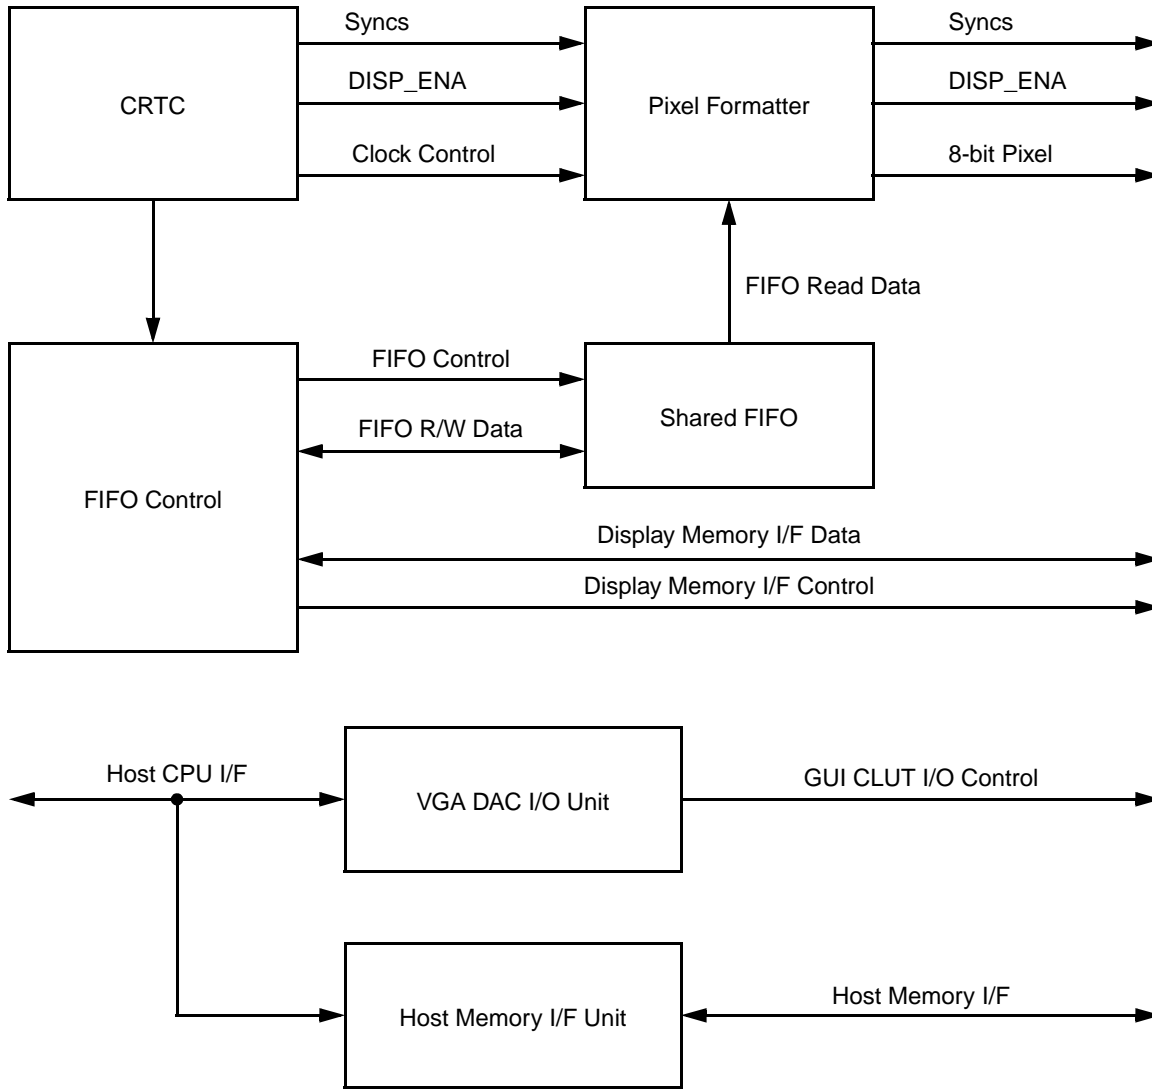 Syncs
Syncs
DISP_ENA
DISP_ENA
CRTC
Pixel Formatter
Clock Control
8-bit Pixel
FIFO Read Data
FIFO Control
Shared FIFO
FIFO R/W Data
FIFO Control
Display Memory I/F Data
Display Memory I/F Control
Host CPU I/F
VGA DAC I/O Unit
GUI CLUT I/O Control
Host Memory I/F Unit
Host Memory I/F